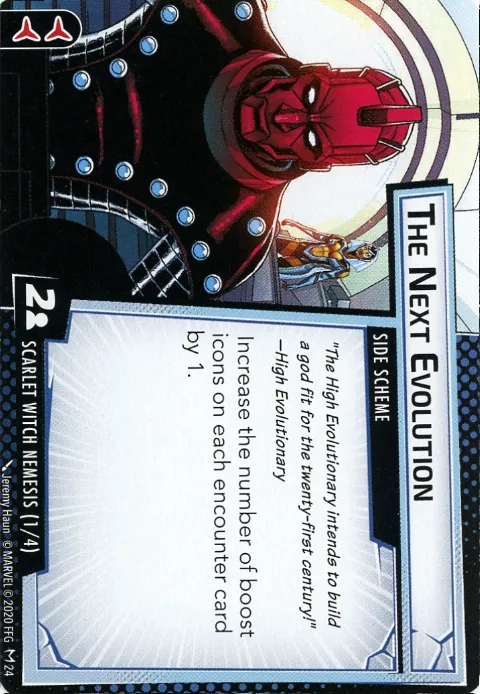 THE NEXT EVOLUTION
SIDE SCHEME
"The High Evolutionary intends to build
a god fit for the twenty-first century!"
—High Evolutionary
Increase the number of boost
icons on each encounter card
by 1.
2
SCARLET WITCH NEMESIS (1/4)
Jeremy Haun © MARVEL © 2020 FFG M 24